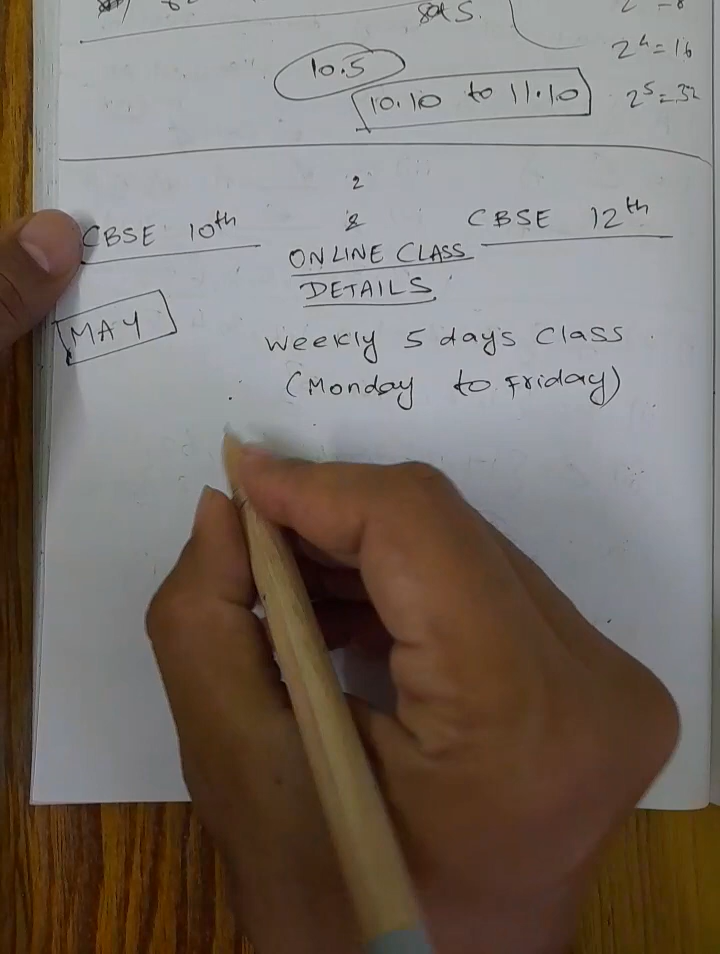 2⁴ = 16
10.5
10.10 to 11.10
2⁵ = 32
2
&
CBSE 10th
CBSE 12th
ONLINE CLASS
DETAILS
MAY
Weekly 5 days class
(Monday to Friday)